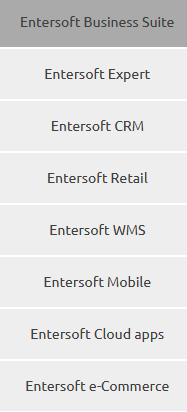 Entersoft Business Suite
Entersoft Expert
Entersoft CRM
Entersoft Retail
Entersoft WMS
Entersoft Mobile
Entersoft Cloud apps
Entersoft e-Commerce